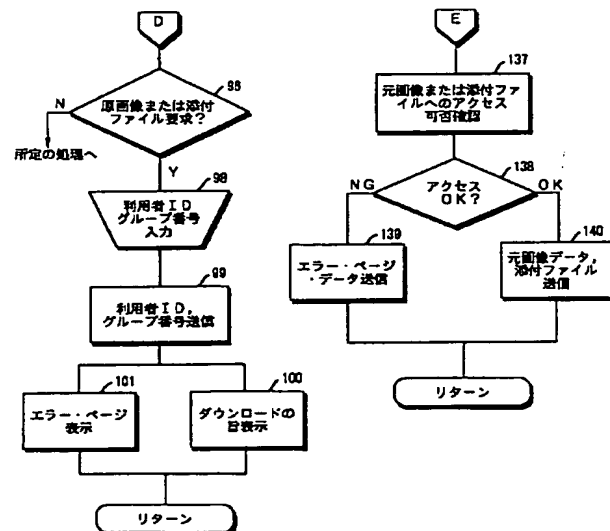 D
96
原画像または添付
ファイル要求?
N
所定の処理へ
Y
98
利用者ID
グループ番号
入力
99
利用者ID,
グループ番号送信
101
エラー・ページ
表示
100
ダウンロードの
旨表示
リターン
E
137
元画像または添付ファ
イルへのアクセス
可否確認
138
アクセス
OK?
NG
OK
139
エラー・ページ
・データ送信
140
元画像データ,
添付ファイル
送信
リターン